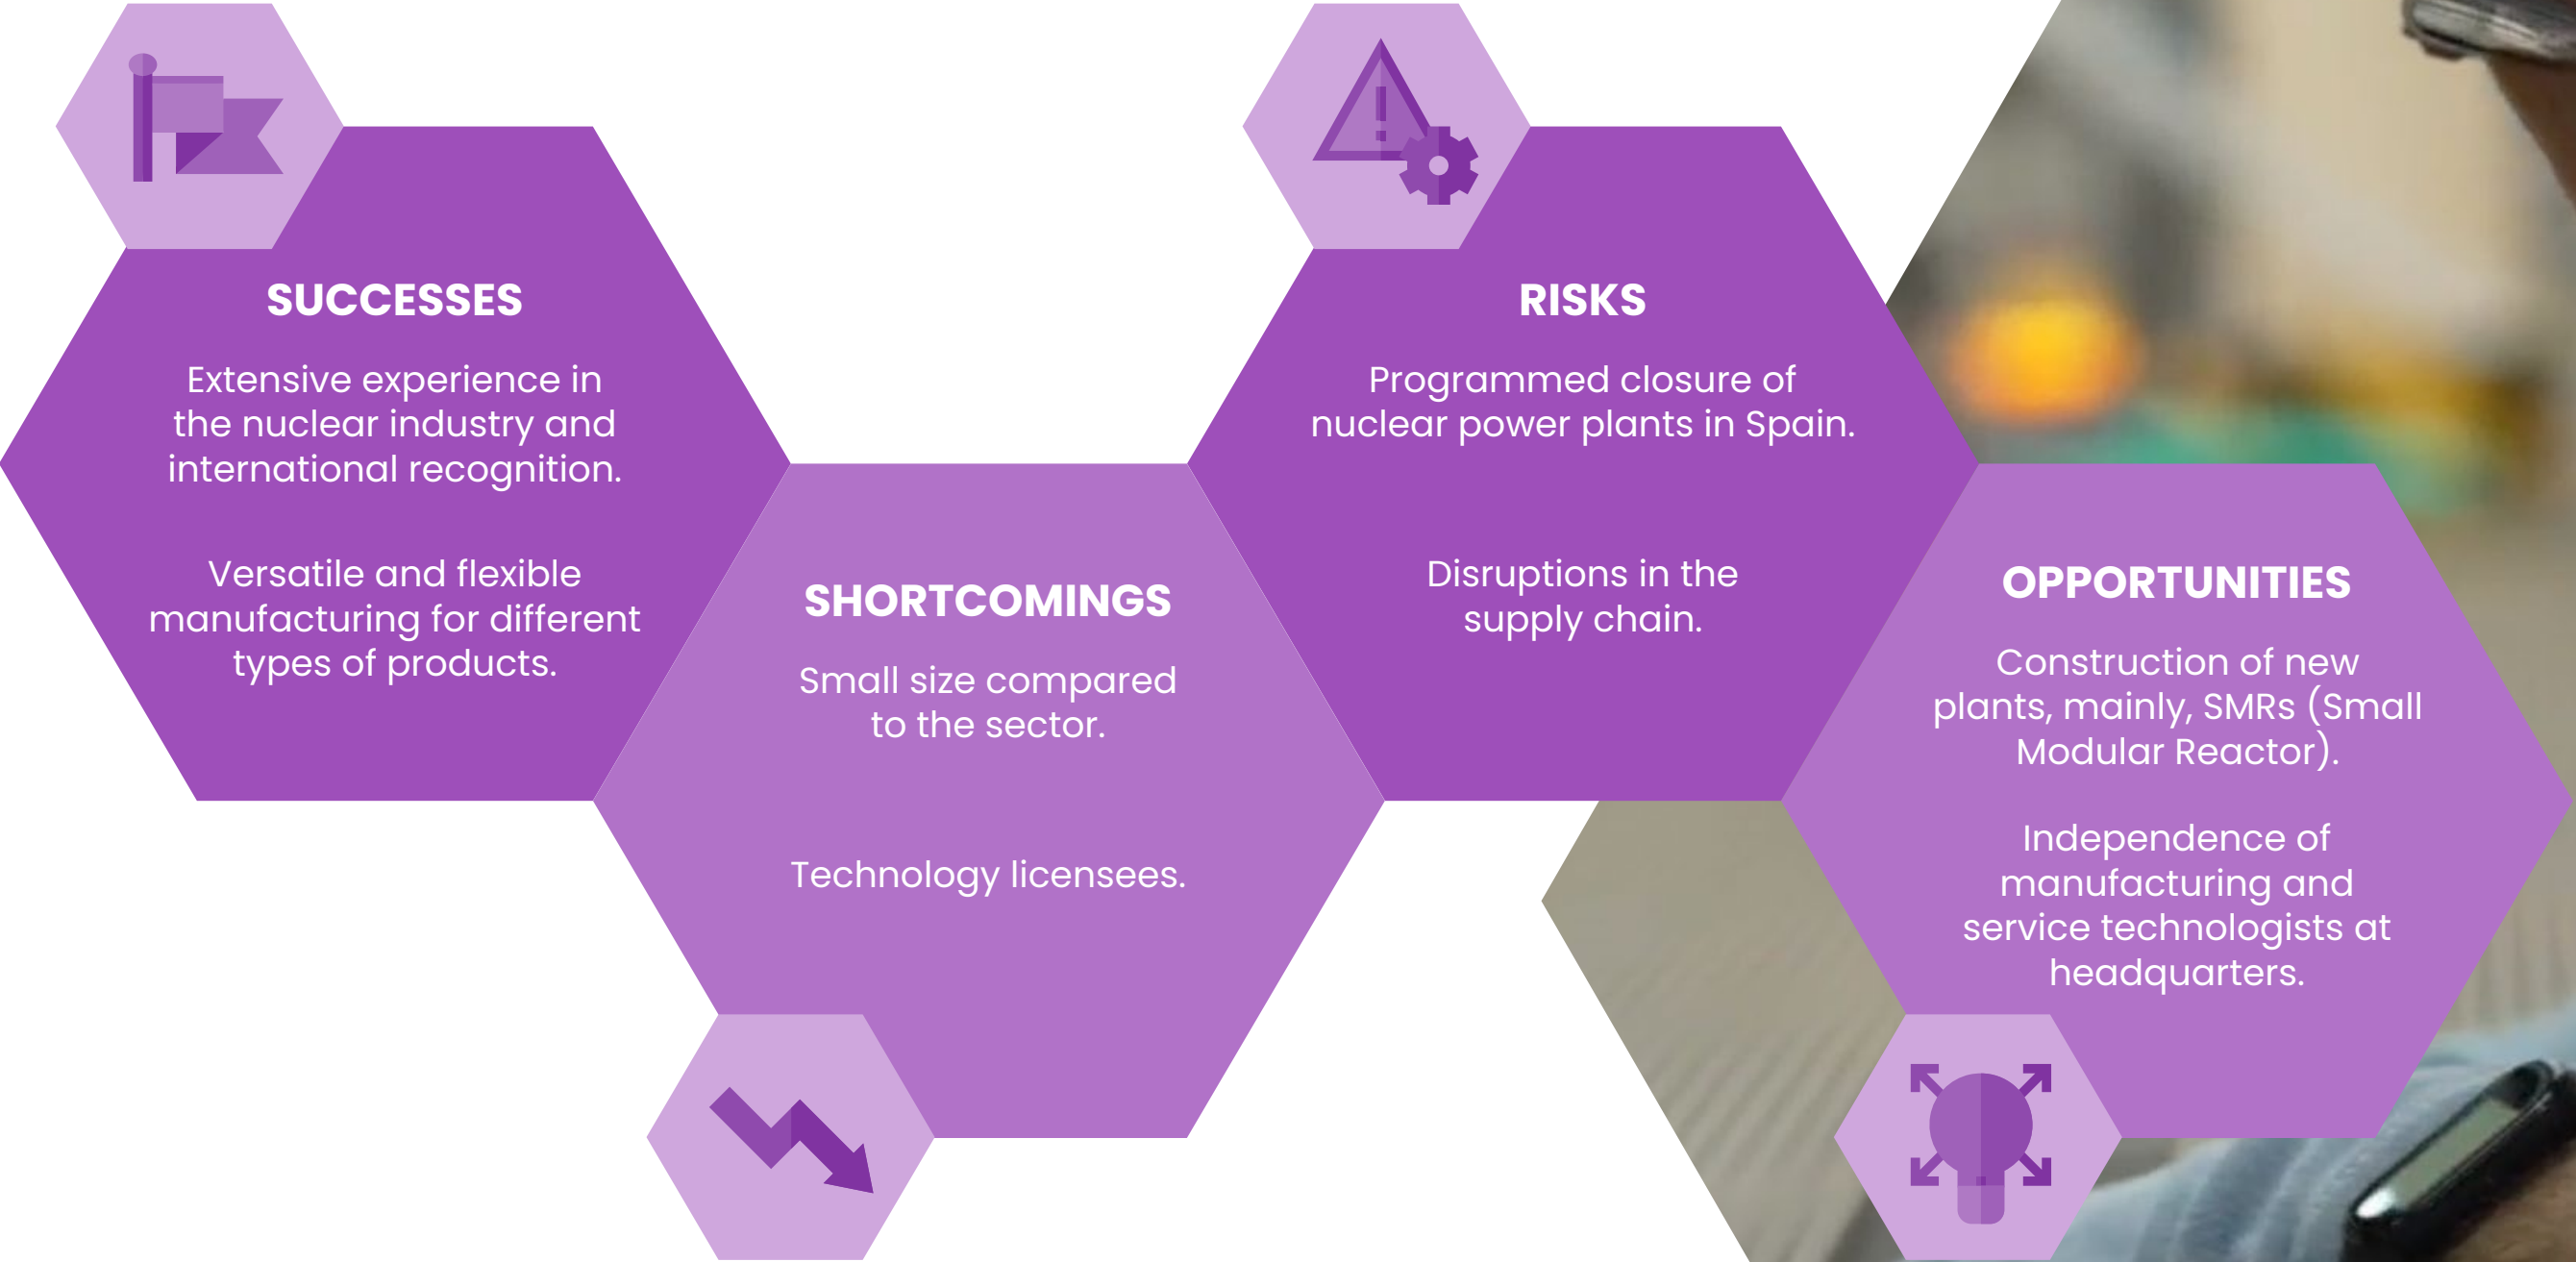 SUCCESSES
Extensive experience in
the nuclear industry and
international recognition.
Versatile and flexible
manufacturing for different
types of products.
SHORTCOMINGS
Small size compared
to the sector.
Technology licensees.
RISKS
Programmed closure of
nuclear power plants in Spain.
Disruptions in the
supply chain.
OPPORTUNITIES
Construction of new
plants, mainly, SMRs (Small
Modular Reactor).
Independence of
manufacturing and
service technologists at
headquarters.